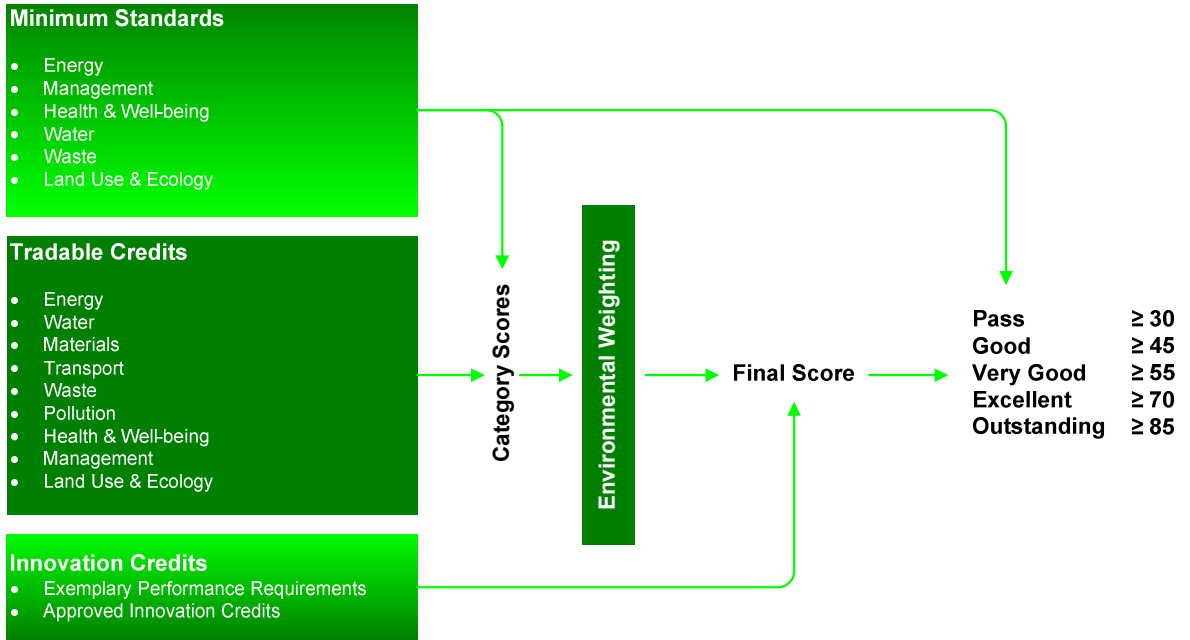 Minimum Standards
• Energy
• Management
• Health & Well-being
• Water
• Waste
• Land Use & Ecology
Tradable Credits
• Energy
• Water
• Materials
• Transport
• Waste
• Pollution
• Health & Well-being
• Management
• Land Use & Ecology
Innovation Credits
• Exemplary Performance Requirements
• Approved Innovation Credits
Category Scores
Environmental Weighting
Final Score
Pass ≥ 30
Good ≥ 45
Very Good ≥ 55
Excellent ≥ 70
Outstanding ≥ 85